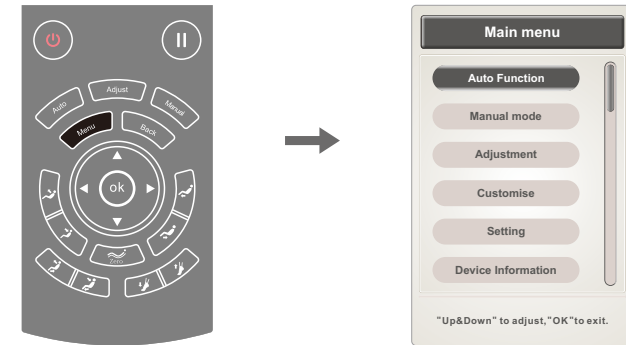 Adjust
Auto
Manual
Menu
Back
ok
Zero
Main menu
Auto Function
Manual mode
Adjustment
Customise
Setting
Device Information
"Up&Down" to adjust,"OK"to exit.